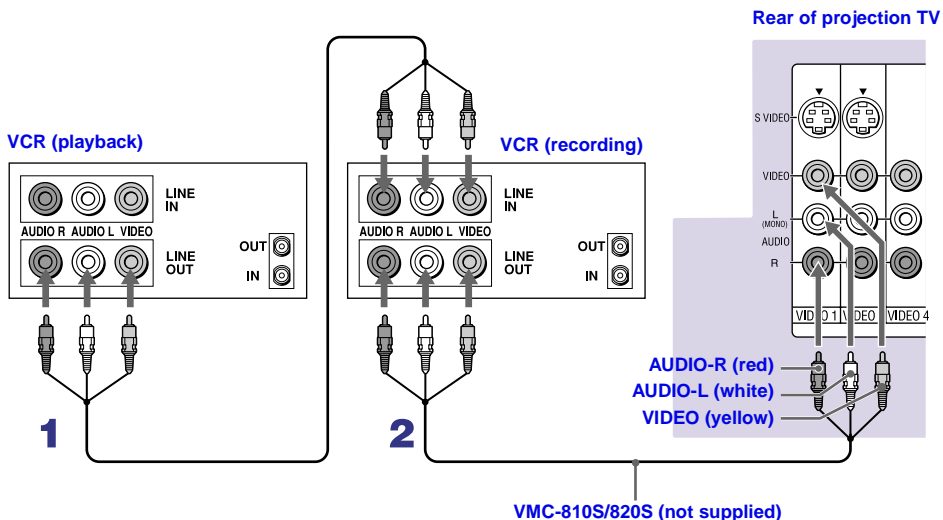 Rear of projection TV
VCR (playback)
LINE
IN
AUDIO R AUDIO L VIDEO
LINE
OUT
OUT
IN
VCR (recording)
LINE
IN
AUDIO R AUDIO L VIDEO
LINE
OUT
OUT
IN
S VIDEO
VIDEO
L
(MONO)
AUDIO
R
VIDEO 1
VIDEO
VIDEO 4
AUDIO-R (red)
AUDIO-L (white)
VIDEO (yellow)
1
2
VMC-810S/820S (not supplied)